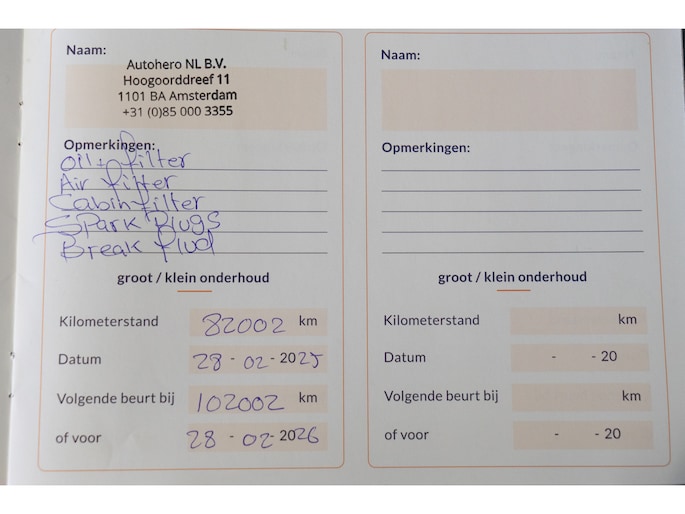 Naam:
Autohero NL B.V.
Hoogoorddreef 11
1101 BA Amsterdam
+31 (0)85 000 3355
Opmerkingen:
Oil+ filter
Air filter
Cabin filter
Spark Plugs
Break flud
groot / klein onderhoud
Kilometerstand 82002 km
Datum 28 - 02 - 2025
Volgende beurt bij 102002 km
of voor 28 - 02 - 2026
Naam:
Opmerkingen:
groot / klein onderhoud
Kilometerstand km
Datum - - 20
Volgende beurt bij km
of voor - - 20